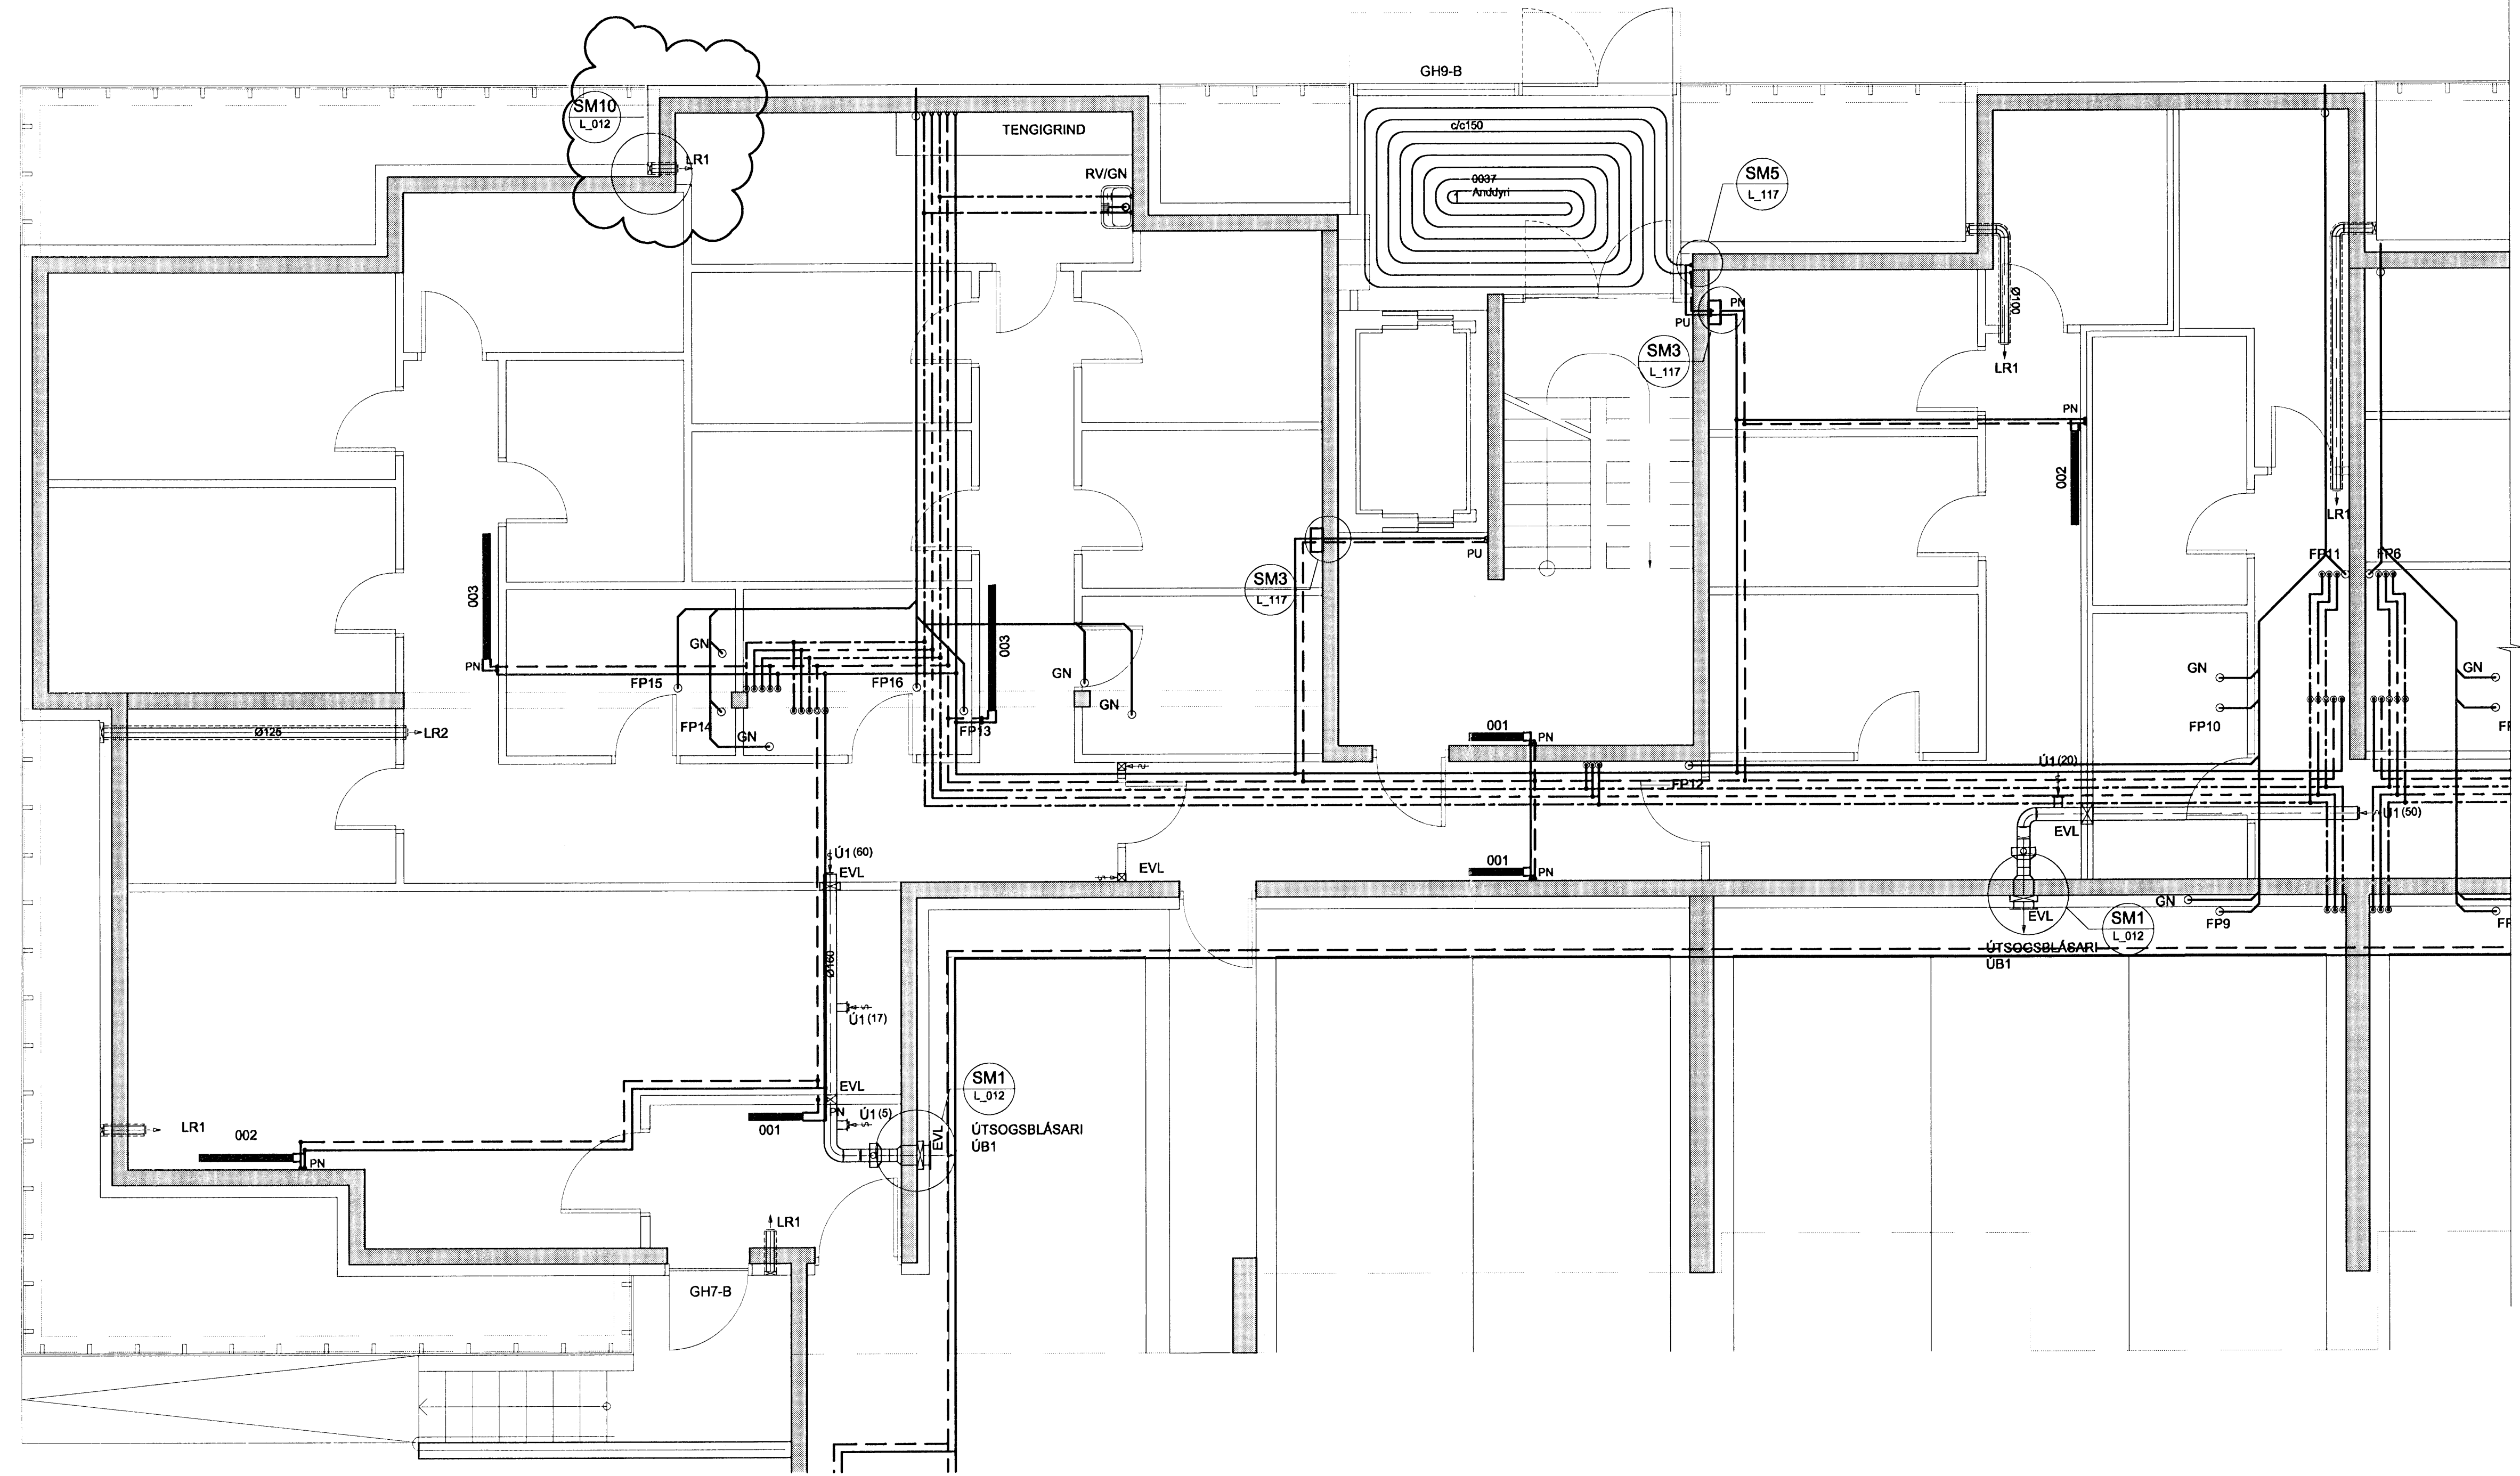 GH9-B
SM10
L_012
LR1
TENGIGRIND
RV/GN
c/c150
0037
Anddyri
1
SM5
L_117
PN
PU
SM3
L_117
Ø100
LR1
PN
002
LR1
003
PN
003
PU
SM3
L_117
FP11
FP6
GN
FP15
FP16
GN
GN
FP14
GN
FP13
GN
GN
FP10
Ø125
LR2
001
PN
FP12
Ú1(20)
Ú1(60)
EVL
EVL
001
PN
EVL
Ú1(50)
GN
FP9
EVL
SM1
L_012
ÚTSOGSBLÁSARI
ÚB1
Ø160
Ú1(17)
EVL
PN
Ú1(5)
001
SM1
L_012
ÚTSOGSBLÁSARI
ÚB1
EVL
LR1
002
PN
LR1
GH7-B